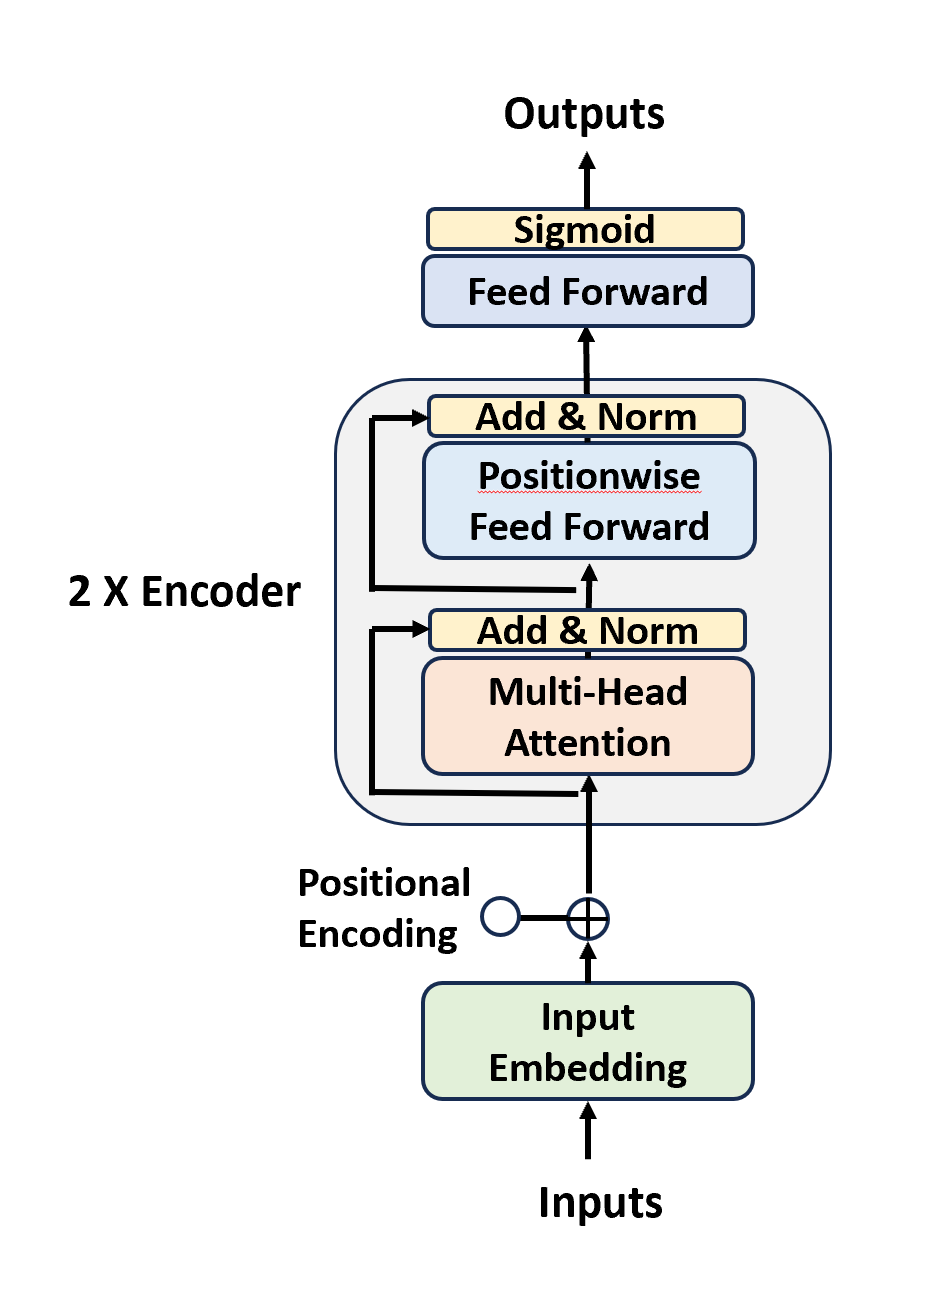 Outputs
Sigmoid
Feed Forward
Add & Norm
Positionwise
Feed Forward
2 X Encoder
Add & Norm
Multi-Head
Attention
Positional
Encoding
Input
Embedding
Inputs